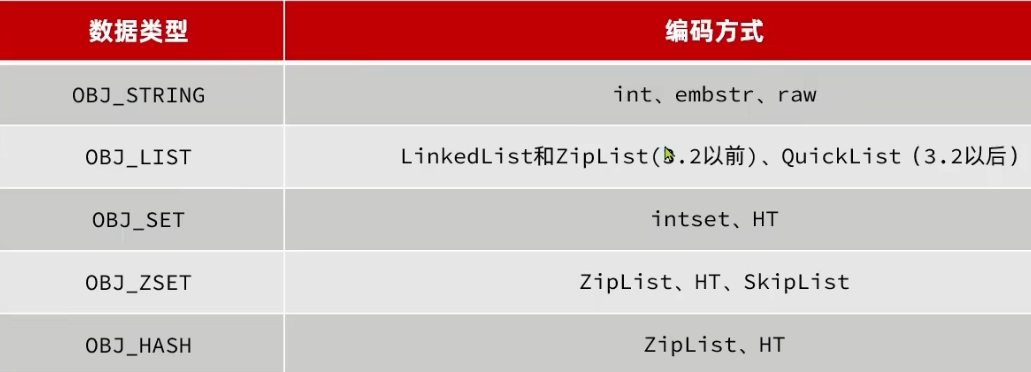 数据类型 编码方式
OBJ_STRING int、embstr、raw
OBJ_LIST LinkedList和ZipList(3.2以前)、QuickList（3.2以后）
OBJ_SET intset、HT
OBJ_ZSET ZipList、HT、SkipList
OBJ_HASH ZipList、HT